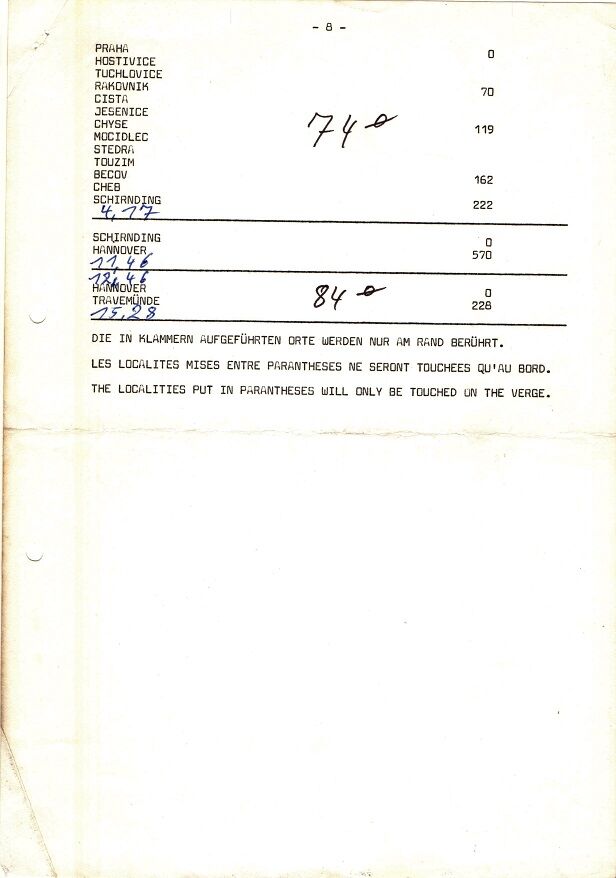 - 8 -
PRAHA 0
HOSTIVICE
TUCHLOVICE
RAKOVNIK 70
CISTA
JESENICE
CHYSE 74 ø
MOCIDLEC 119
STEDRA
TOUZIM
BECOV 162
CHEB
SCHIRNDING 222
4,17
SCHIRNDING 0
HANNOVER 570
11,46
12,46
HANNOVER 84 ø 0
TRAVEMÜNDE 228
15,28
DIE IN KLAMMERN AUFGEFÜHRTEN ORTE WERDEN NUR AM RAND BERÜHRT.
LES LOCALITES MISES ENTRE PARANTHESES NE SERONT TOUCHEES QU'AU BORD.
THE LOCALITIES PUT IN PARANTHESES WILL ONLY BE TOUCHED ON THE VERGE.